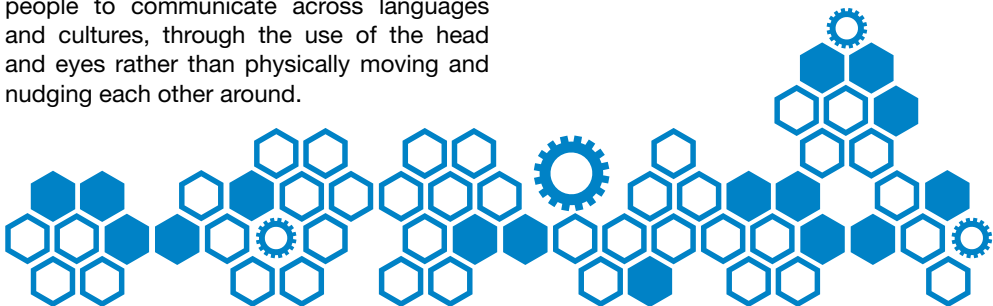 people to communicate across languages
and cultures, through the use of the head
and eyes rather than physically moving and
nudging each other around.